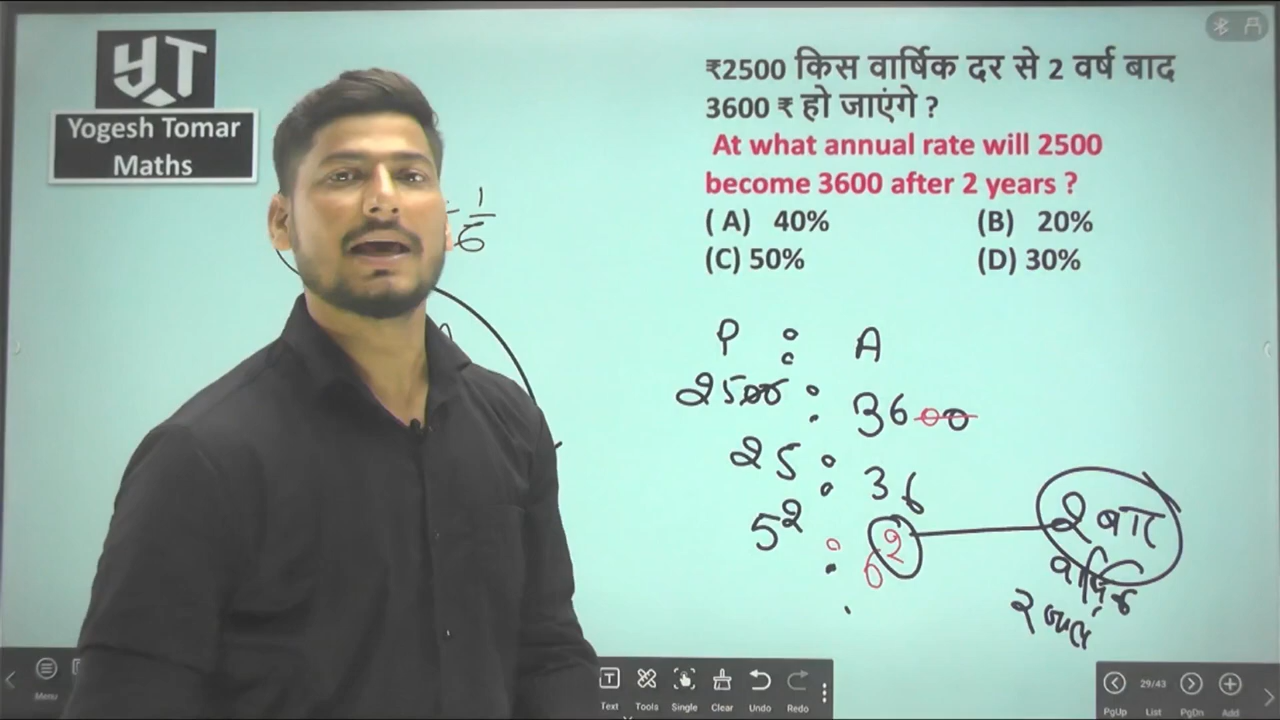 YT
Yogesh Tomar
Maths
₹2500 किस वार्षिक दर से 2 वर्ष बाद
3600 ₹ हो जाएंगे ?
At what annual rate will 2500
become 3600 after 2 years ?
( A) 40% (B) 20%
(C) 50% (D) 30%
1
6
P : A
2500 : 3600
25 : 36
5² : 6²
2 बार
वार्षिक
2
Menu
Text Tools Single Clear Undo Redo
29/43
PgUp List PgDn Add